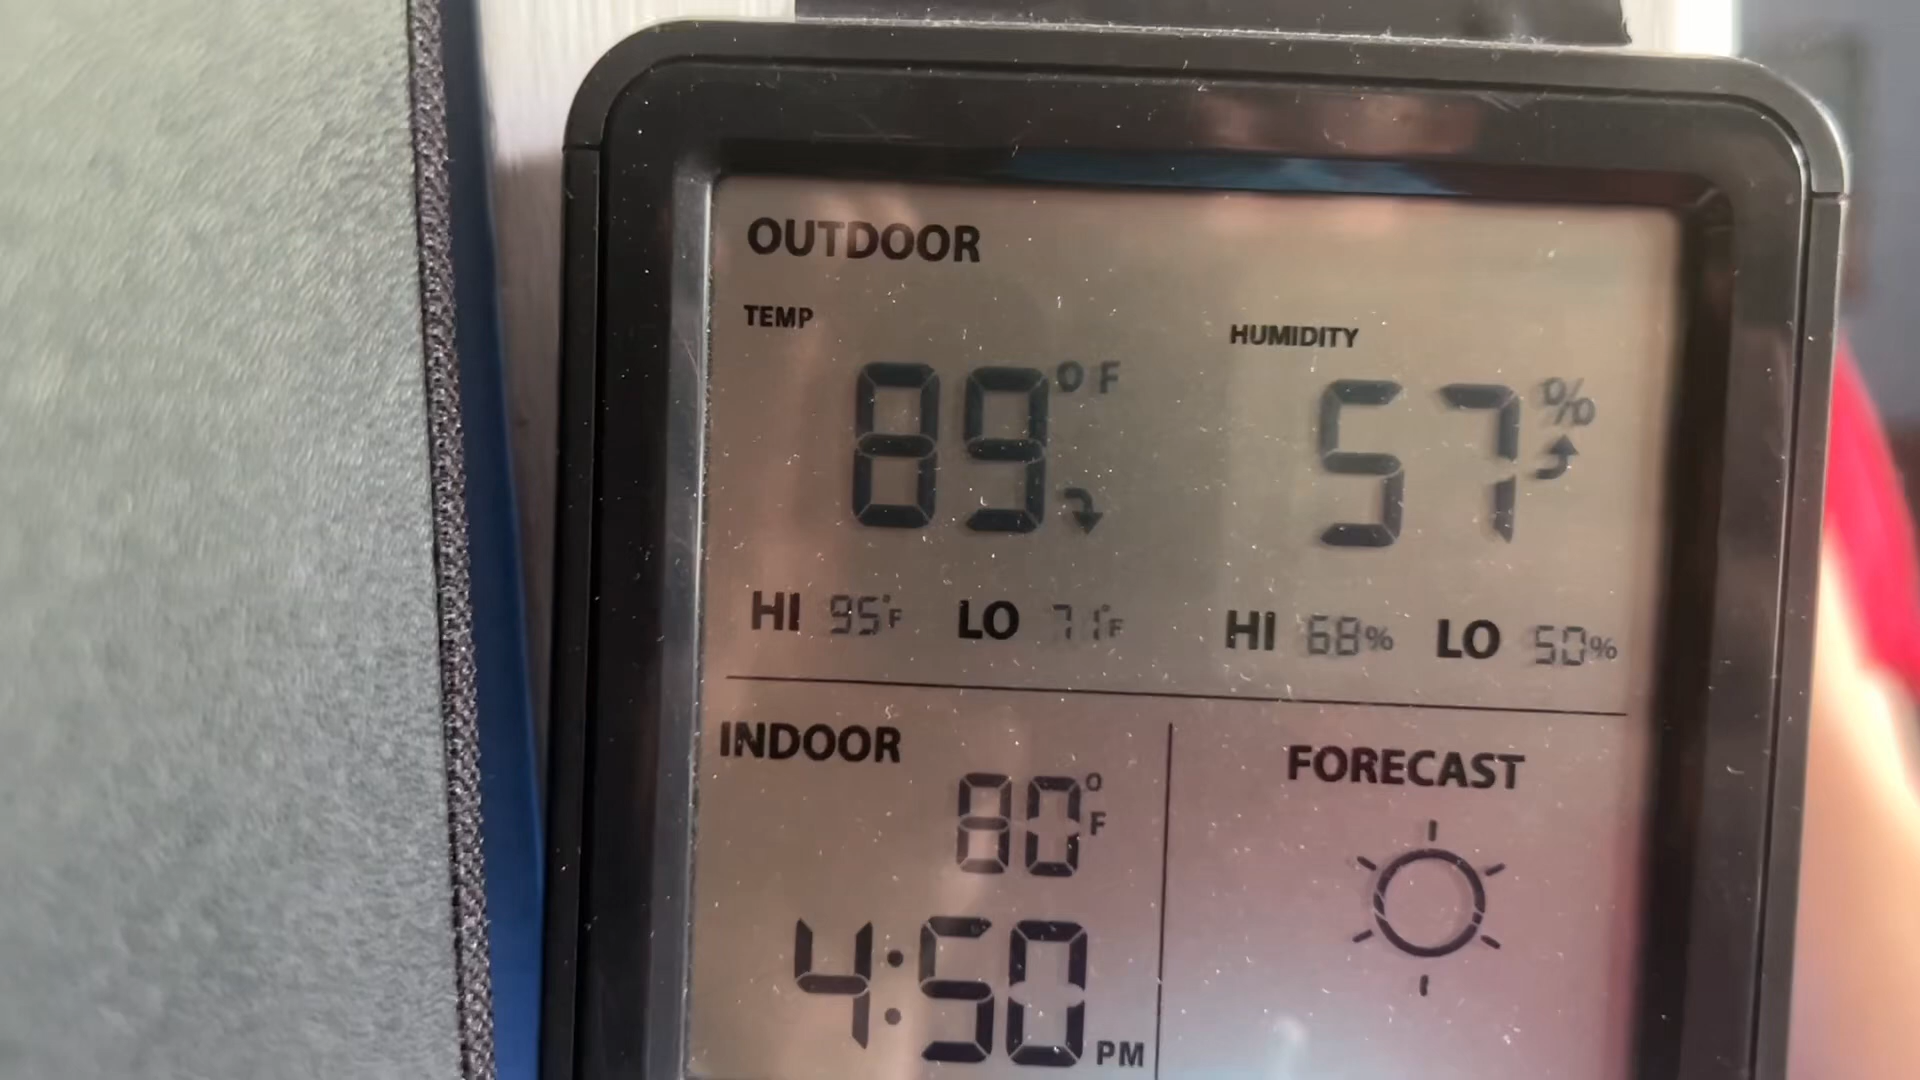 OUTDOOR
TEMP HUMIDITY
89°F 57%
HI 95°F LO 71°F HI 68% LO 50%
INDOOR FORECAST
80°F
4:50 PM